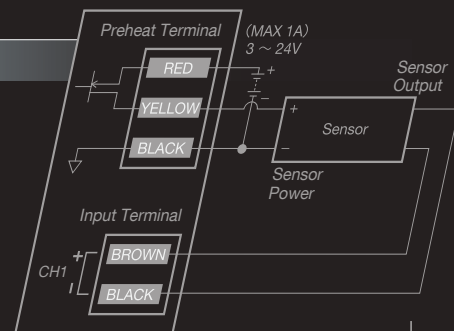 Preheat Terminal
(MAX 1A)
3 ～ 24V
RED
+
−
YELLOW
BLACK
Sensor
Output
+
Sensor
−
Sensor
Power
Input Terminal
CH1
+
BROWN
−
BLACK